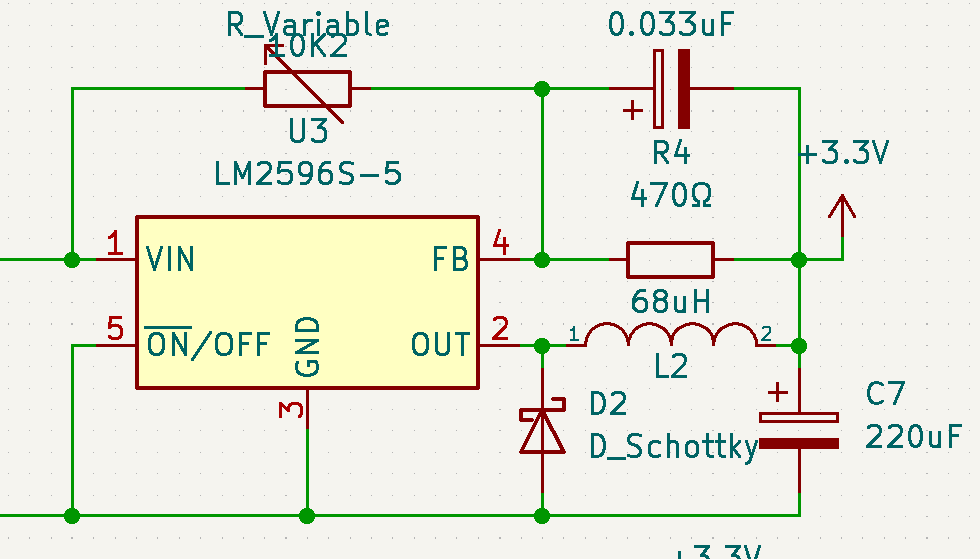 R_Variable
10K2
0.033uF
+
U3
LM2596S-5
R4
470Ω
+3.3V
1
VIN
FB
4
68uH
5
ON/OFF
GND
OUT
2
1
2
L2
3
D2
D_Schottky
+
C7
220uF
+3.3V